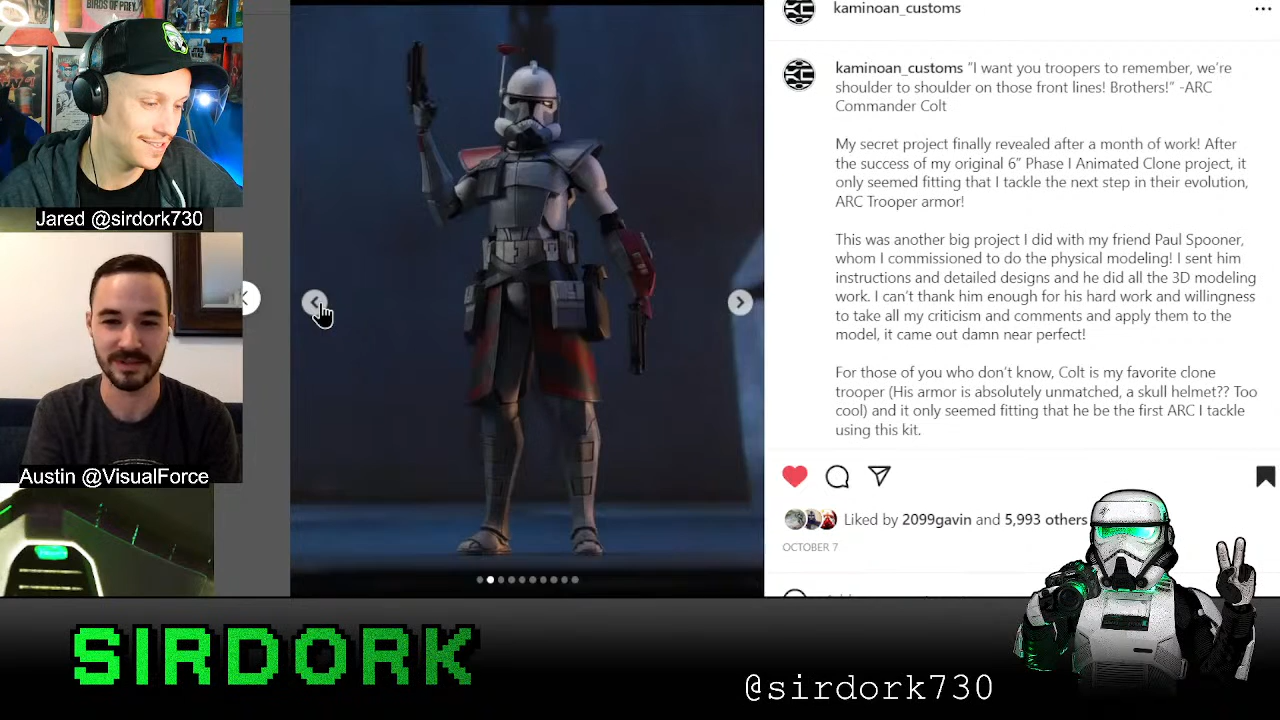 BIRDS OF PREY
Jared @sirdork730
Austin @VisualForce
kaminoan_customs
kaminoan_customs "I want you troopers to remember, we're
shoulder to shoulder on those front lines! Brothers!" -ARC
Commander Colt
My secret project finally revealed after a month of work! After
the success of my original 6" Phase I Animated Clone project, it
only seemed fitting that I tackle the next step in their evolution,
ARC Trooper armor!
This was another big project I did with my friend Paul Spooner,
whom I commissioned to do the physical modeling! I sent him
instructions and detailed designs and he did all the 3D modeling
work. I can't thank him enough for his hard work and willingness
to take all my criticism and comments and apply them to the
model, it came out damn near perfect!
For those of you who don't know, Colt is my favorite clone
trooper (His armor is absolutely unmatched, a skull helmet?? Too
cool) and it only seemed fitting that he be the first ARC I tackle
using this kit.
Liked by 2099gavin and 5,993 others
OCTOBER 7
SIRDORK
@sirdork730